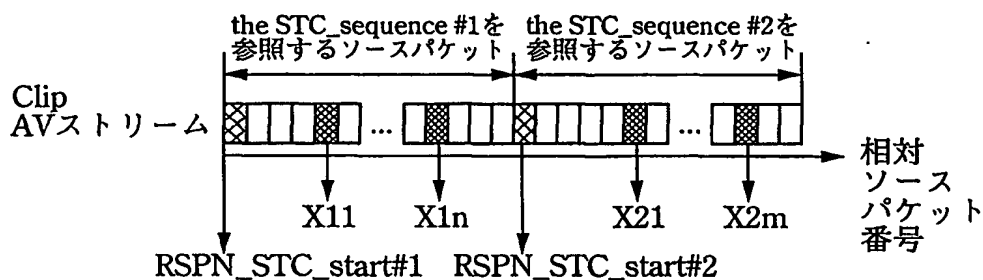 the STC_sequence #1を
参照するソースパケット
the STC_sequence #2を
参照するソースパケット
Clip
AVストリーム
...
...
相対
ソース
パケット
番号
X11
X1n
X21
X2m
RSPN_STC_start#1
RSPN_STC_start#2